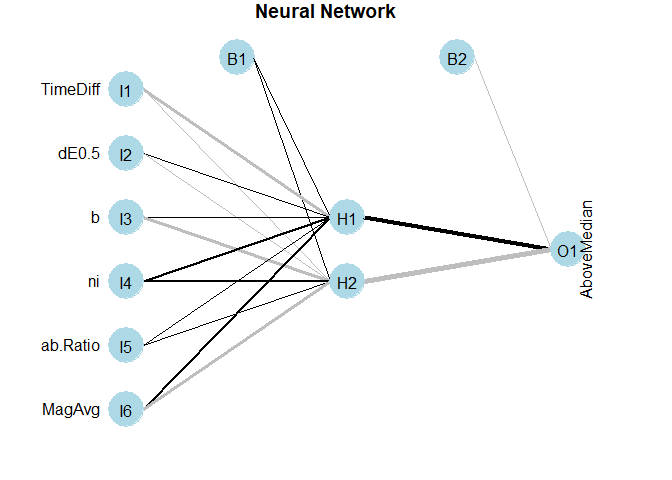 Neural Network
B1
B2
TimeDiff I1
dE0.5 I2
b I3
H1
AboveMedian
O1
ni I4
H2
ab.Ratio I5
MagAvg I6